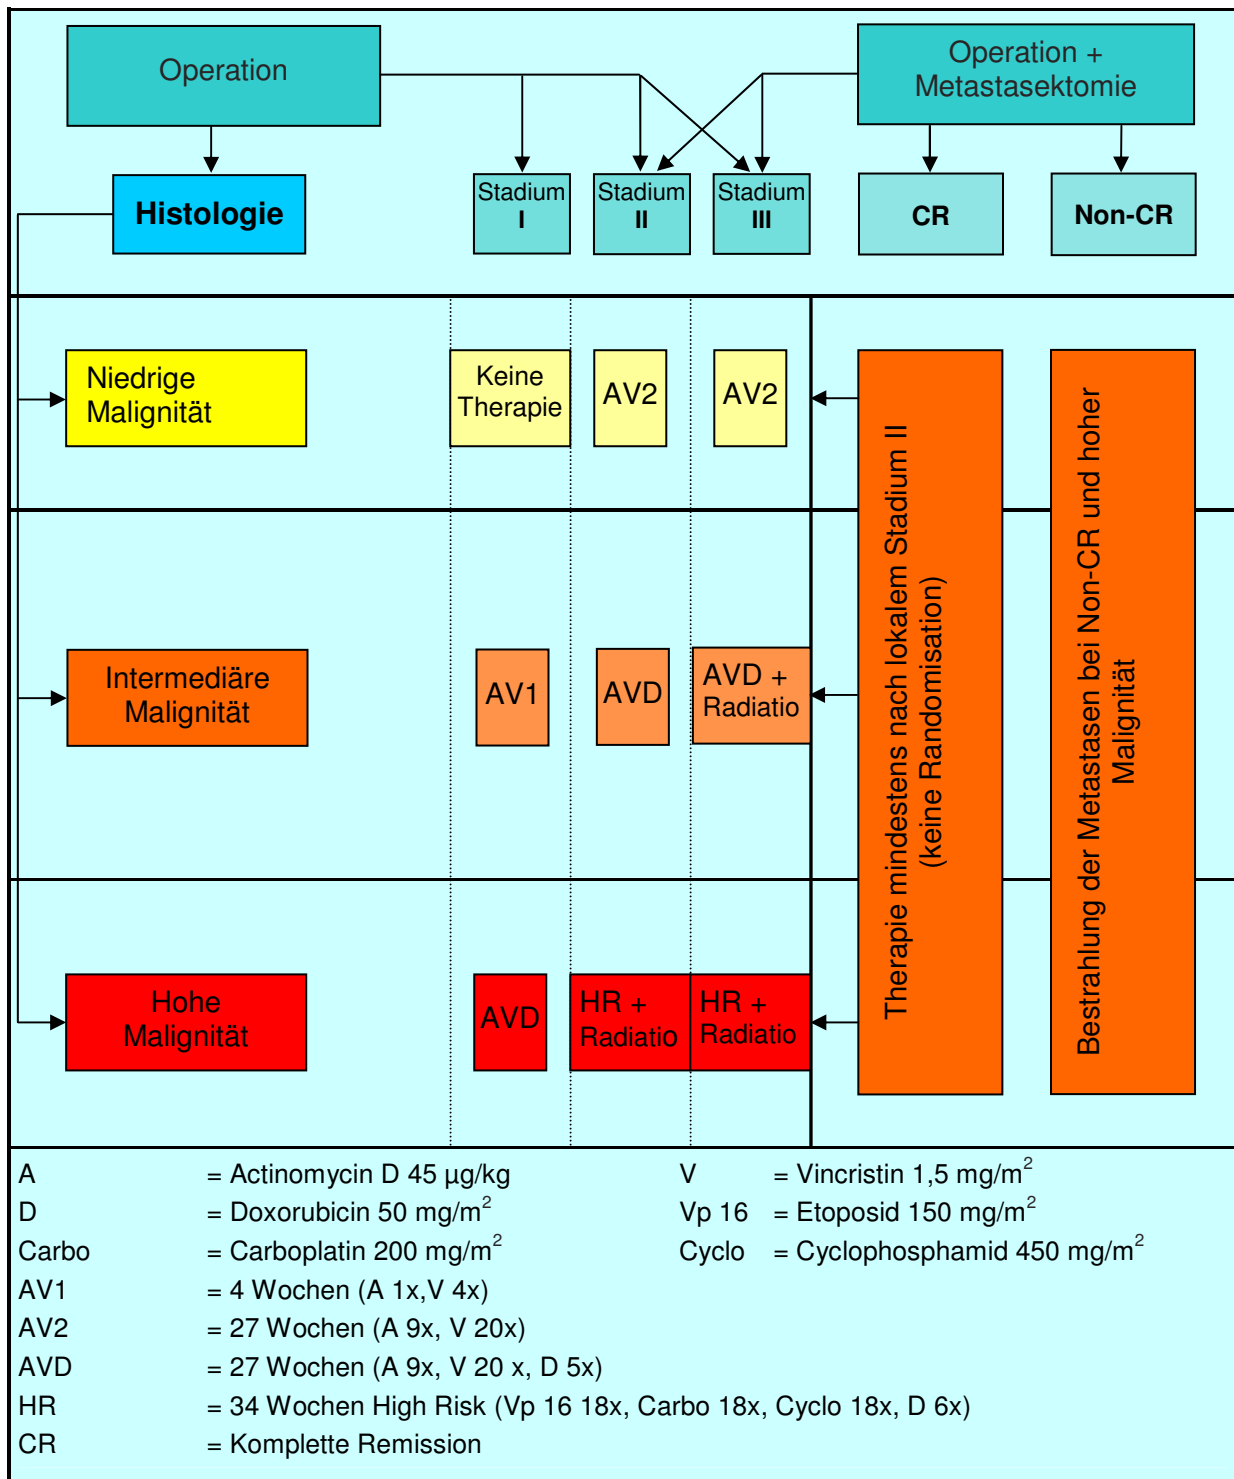 Operation
Operation +
Metastasektomie
Histologie
Stadium
I
Stadium
II
Stadium
III
CR
Non-CR
Niedrige
Malignität
Keine
Therapie
AV2
AV2
Intermediäre
Malignität
AV1
AVD
AVD +
Radiatio
Hohe
Malignität
AVD
HR +
Radiatio
HR +
Radiatio
Therapie mindestens nach lokalem Stadium II
(keine Randomisation)
Bestrahlung der Metastasen bei Non-CR und hoher
Malignität
A = Actinomycin D 45 µg/kg V = Vincristin 1,5 mg/m²
D = Doxorubicin 50 mg/m² Vp 16 = Etoposid 150 mg/m²
Carbo = Carboplatin 200 mg/m² Cyclo = Cyclophosphamid 450 mg/m²
AV1 = 4 Wochen (A 1x,V 4x)
AV2 = 27 Wochen (A 9x, V 20x)
AVD = 27 Wochen (A 9x, V 20 x, D 5x)
HR = 34 Wochen High Risk (Vp 16 18x, Carbo 18x, Cyclo 18x, D 6x)
CR = Komplette Remission